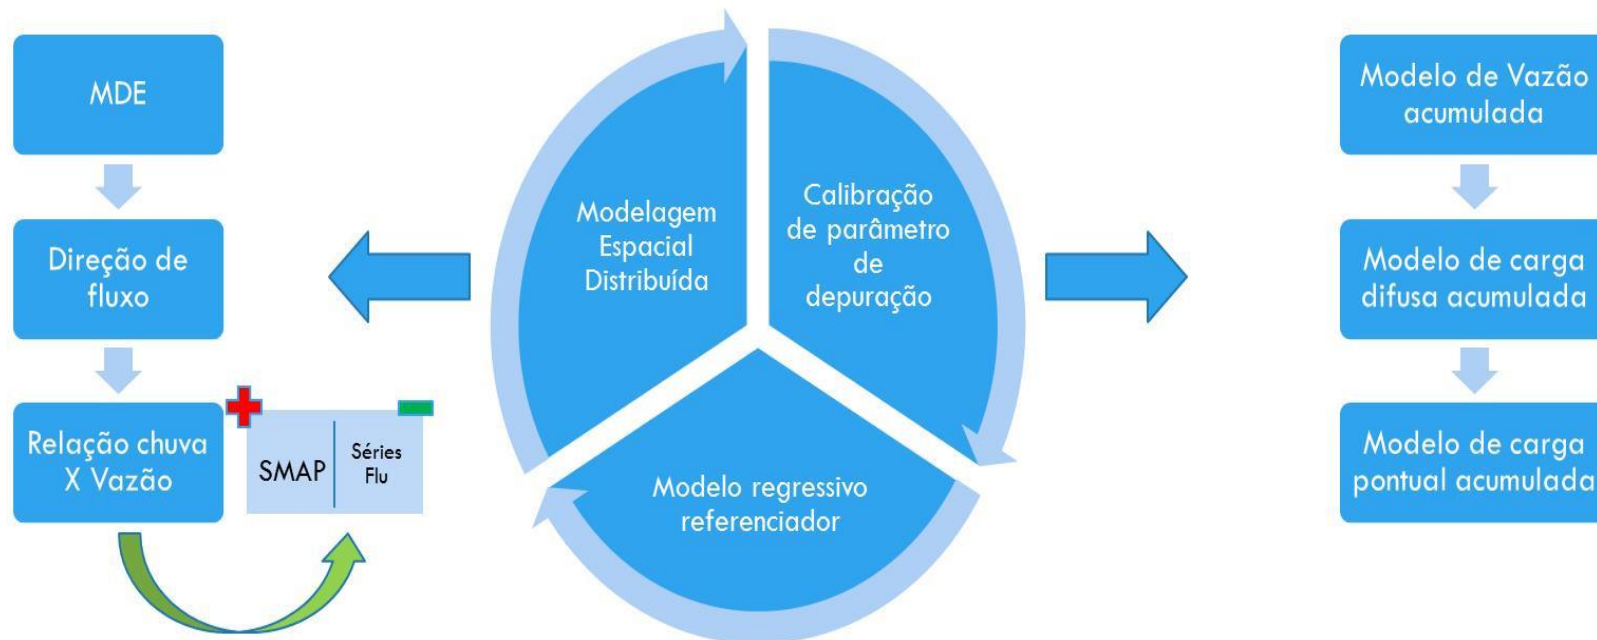 MDE
Direção de
fluxo
Relação chuva
X Vazão
SMAP
Séries
Flu
Modelagem
Espacial
Distribuída
Calibração
de parâmetro
de
depuração
Modelo regressivo
referenciador
Modelo de Vazão
acumulada
Modelo de carga
difusa acumulada
Modelo de carga
pontual acumulada